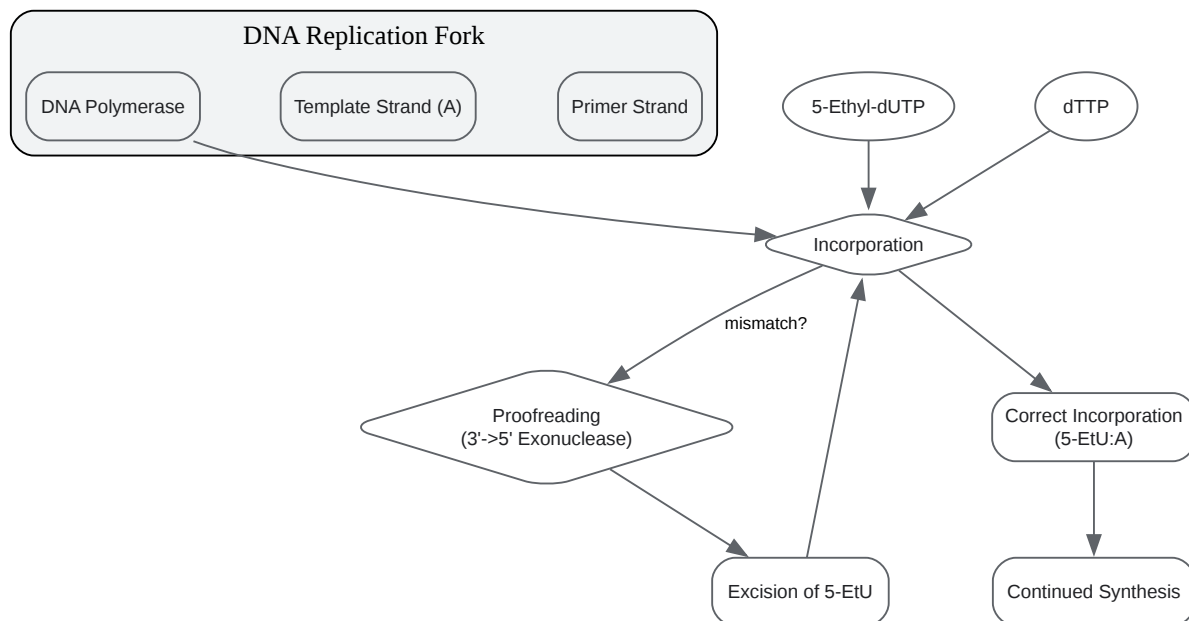 DNA Replication Fork
DNA Polymerase
Template Strand (A)
Primer Strand
5-Ethyl-dUTP
dTTP
Incorporation
mismatch?
Proofreading
(3'->5' Exonuclease)
Correct Incorporation
(5-EtU:A)
Excision of 5-EtU
Continued Synthesis